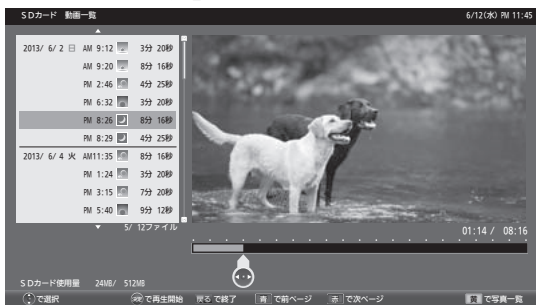 SDカード 動画一覧
6/12(水) PM 11:45
2013/ 6/ 2 日 AM 9:12 3分 20秒
AM 9:20 8分 16秒
PM 2:46 4分 25秒
PM 6:32 3分 20秒
PM 8:26 8分 16秒
PM 8:29 4分 25秒
2013/ 6/ 4 火 AM11:35 8分 16秒
PM 1:24 3分 20秒
PM 3:15 7分 20秒
PM 5:40 9分 12秒
5/ 12ファイル
01:14 / 08:16
SDカード使用量 24MB/ 512MB
で選択 決定 で再生開始 戻る で終了 青 で前ページ 赤 で次ページ 黄 で写真一覧